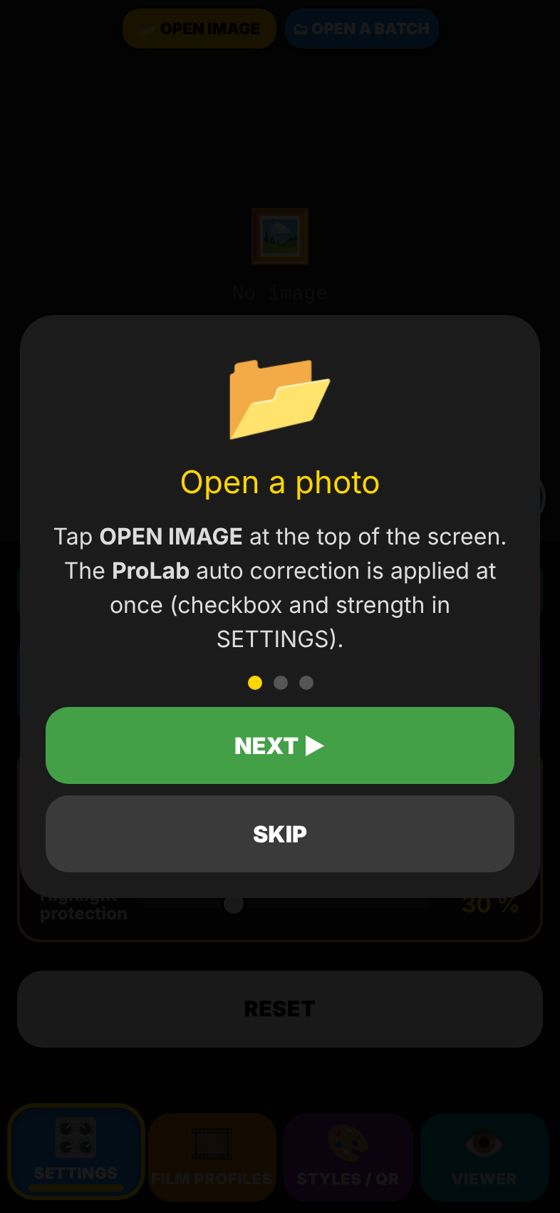 OPEN IMAGE
OPEN A BATCH
No image
Open a photo
Tap OPEN IMAGE at the top of the screen.
The ProLab auto correction is applied at
once (checkbox and strength in
SETTINGS).
NEXT ▶
SKIP
Highlight
protection
30 %
RESET
SETTINGS
FILM PROFILES
STYLES / QR
VIEWER